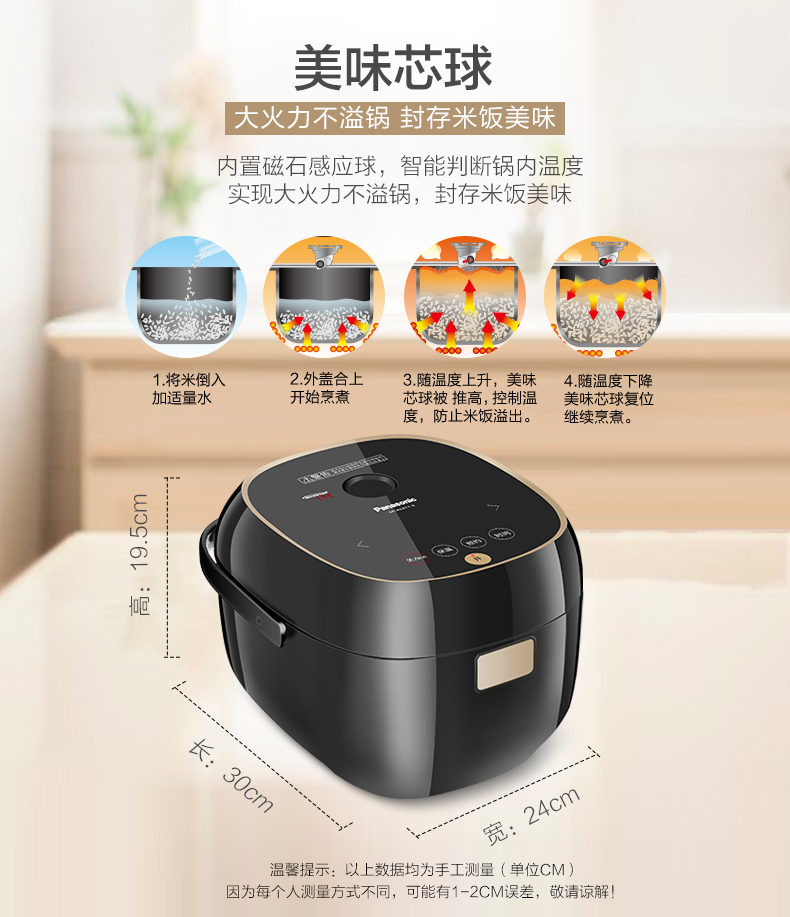 美味芯球
大火力不溢锅 封存米饭美味
内置磁石感应球，智能判断锅内温度
实现大火力不溢锅，封存米饭美味
1.将米倒入
加适量水
2.外盖合上
开始烹煮
3.随温度上升，美味
芯球被 推高，控制温
度，防止米饭溢出。
4.随温度下降
美味芯球复位
继续烹煮。
Panasonic
保温
预约
时间
开
高：19.5cm
长：30cm
宽：24cm
温馨提示：以上数据均为手工测量（单位CM）
因为每个人测量方式不同，可能有1-2CM误差，敬请谅解！